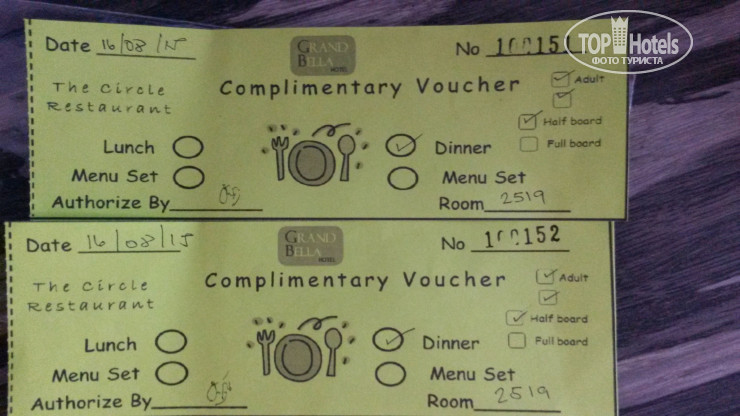 TOP Hotels
ФОТО ТУРИСТА
Date 16/08/15
GRAND BELLA HOTEL
No 100151
The Circle Restaurant
Complimentary Voucher
Adult
Half board
Full board
Lunch
Dinner
Menu Set
Menu Set
Authorize By
Room 2519
Date 16/08/15
GRAND BELLA HOTEL
No 100152
The Circle Restaurant
Complimentary Voucher
Adult
Half board
Full board
Lunch
Dinner
Menu Set
Menu Set
Authorize By
Room 2519